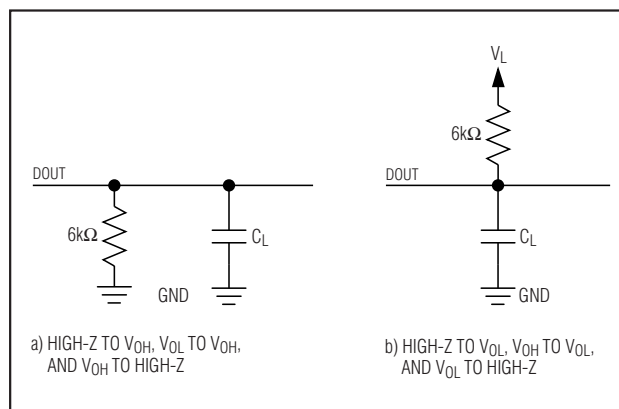 DOUT
6kΩ
C_L
GND
a) HIGH-Z TO V_OH, V_OL TO V_OH,
AND V_OH TO HIGH-Z
V_L
6kΩ
DOUT
C_L
GND
b) HIGH-Z TO V_OL, V_OH TO V_OL,
AND V_OL TO HIGH-Z